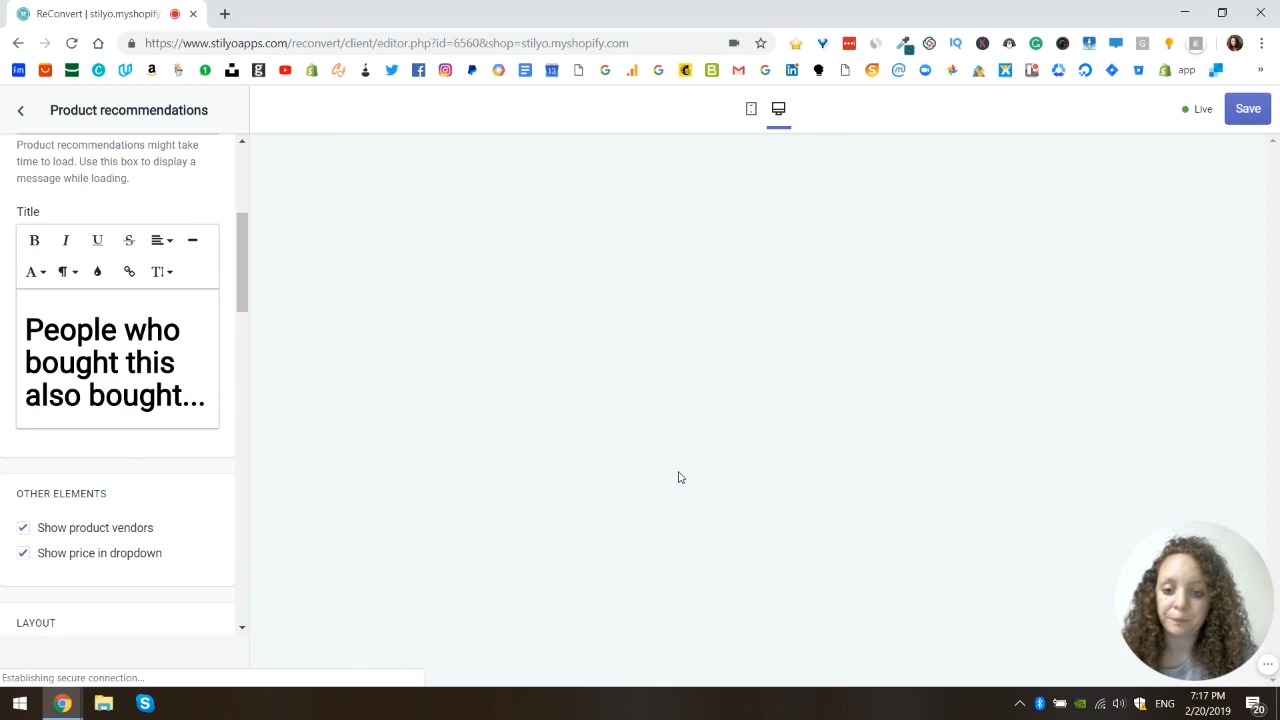 ReConvert | stilyo.myshopify.
https://www.stilyoapps.com/reconvert/client/editor.php?id=6560&shop=stilyo.myshopify.com
app
Product recommendations
Live
Save
Product recommendations might take
time to load. Use this box to display a
message while loading.
Title
B I U S
A T
People who
bought this
also bought...
OTHER ELEMENTS
Show product vendors
Show price in dropdown
LAYOUT
Establishing secure connection...
ENG
7:17 PM
2/20/2019
20